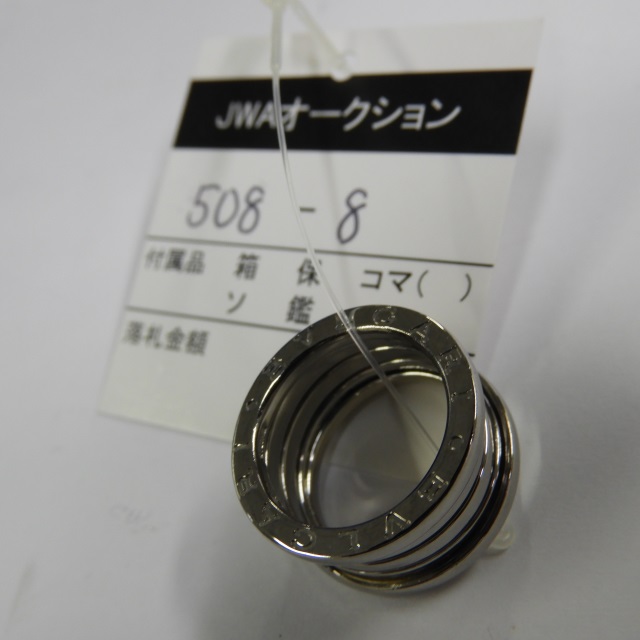 JWAオークション
508-8
付属品 箱 保 コマ( )
ソ 鑑
落札金額
BVLGARI BVLGARI